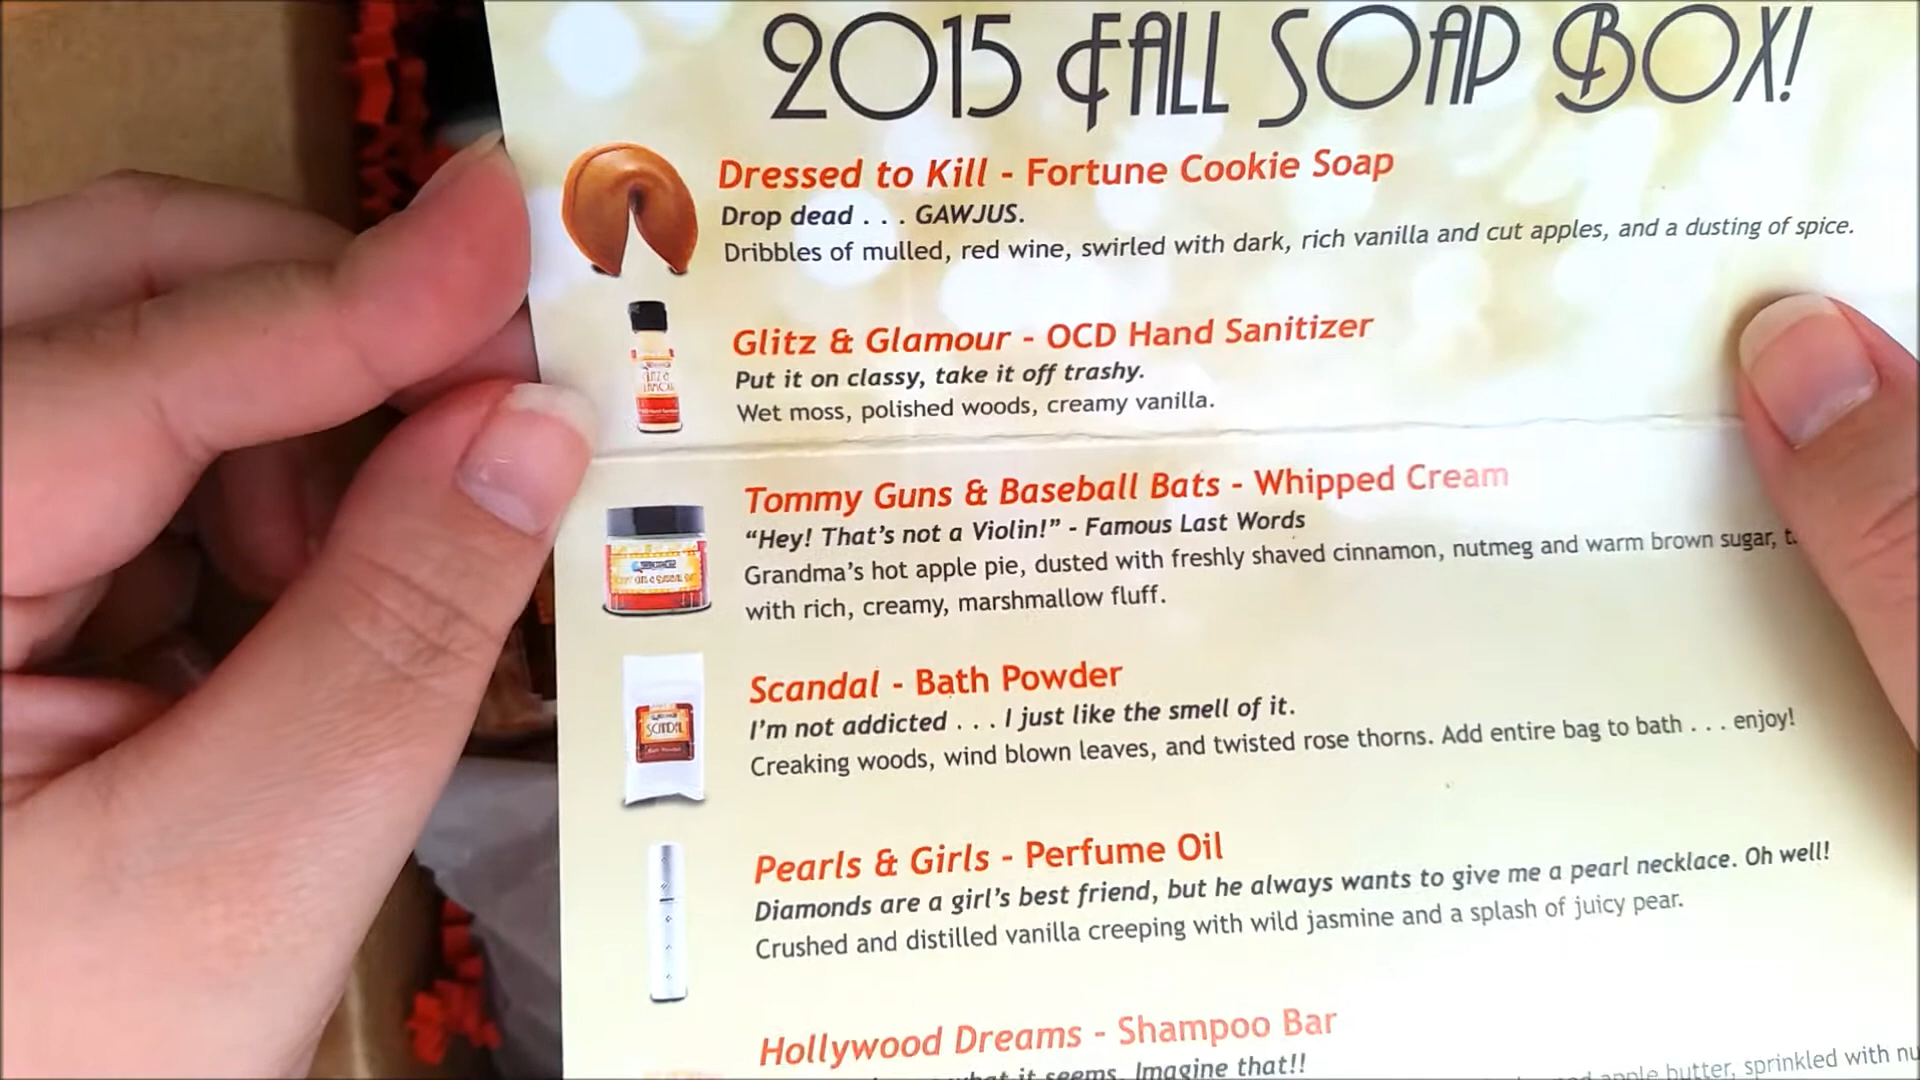 2015 FALL SOAP BOX!
Dressed to Kill - Fortune Cookie Soap
Drop dead . . . GAWJUS.
Dribbles of mulled, red wine, swirled with dark, rich vanilla and cut apples, and a dusting of spice.
Glitz & Glamour - OCD Hand Sanitizer
Put it on classy, take it off trashy.
Wet moss, polished woods, creamy vanilla.
Tommy Guns & Baseball Bats - Whipped Cream
“Hey! That’s not a Violin!” - Famous Last Words
Grandma’s hot apple pie, dusted with freshly shaved cinnamon, nutmeg and warm brown sugar,
with rich, creamy, marshmallow fluff.
Scandal - Bath Powder
I’m not addicted . . . I just like the smell of it.
Creaking woods, wind blown leaves, and twisted rose thorns. Add entire bag to bath . . . enjoy!
SCANDAL
Pearls & Girls - Perfume Oil
Diamonds are a girl’s best friend, but he always wants to give me a pearl necklace. Oh well!
Crushed and distilled vanilla creeping with wild jasmine and a splash of juicy pear.
Hollywood Dreams - Shampoo Bar
what it seems. Imagine that!!
apple butter, sprinkled with